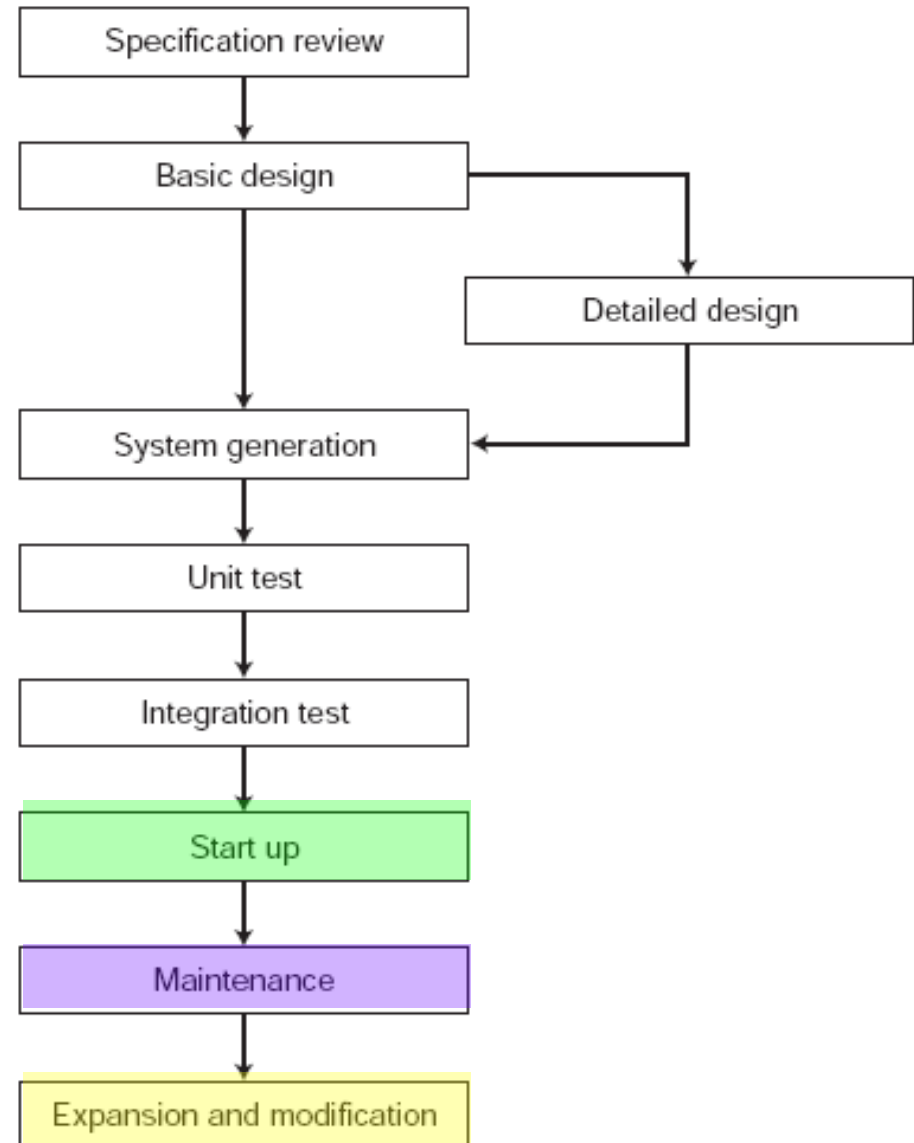 Specification review
Basic design
Detailed design
System generation
Unit test
Integration test
Start up
Maintenance
Expansion and modification